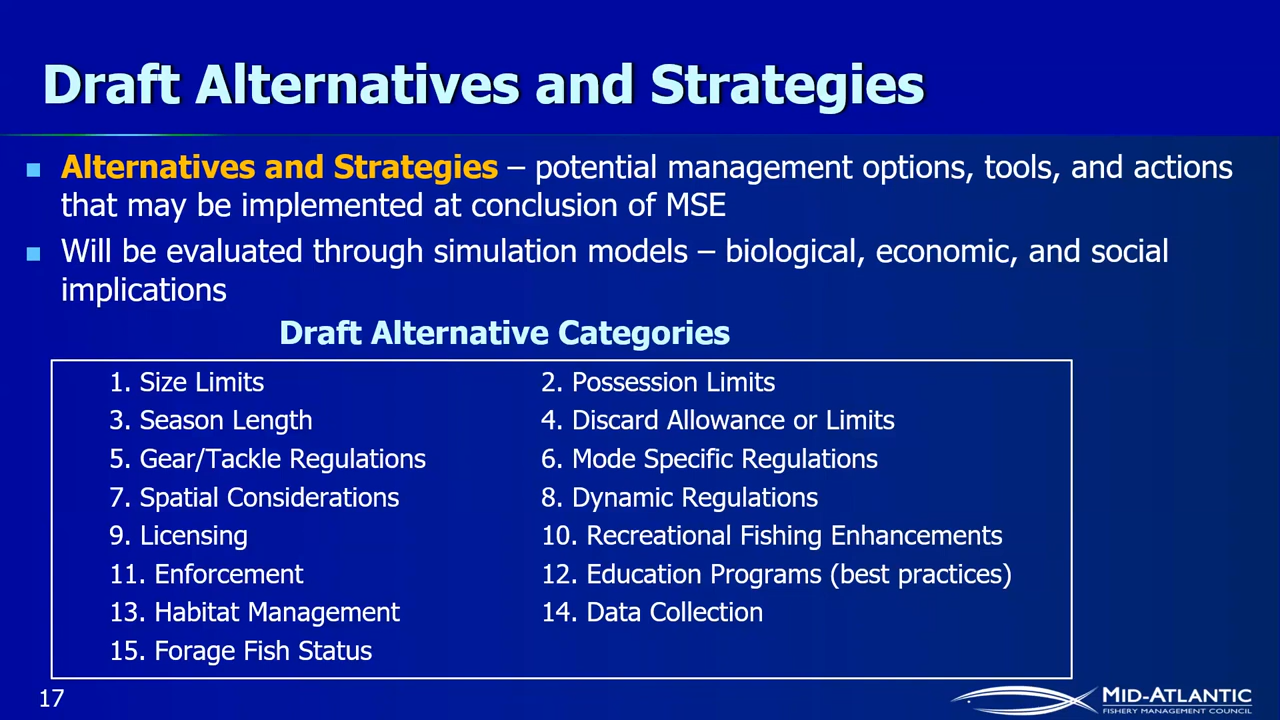 Draft Alternatives and Strategies
Alternatives and Strategies – potential management options, tools, and actions
that may be implemented at conclusion of MSE
Will be evaluated through simulation models – biological, economic, and social
implications
Draft Alternative Categories
1. Size Limits
2. Possession Limits
3. Season Length
4. Discard Allowance or Limits
5. Gear/Tackle Regulations
6. Mode Specific Regulations
7. Spatial Considerations
8. Dynamic Regulations
9. Licensing
10. Recreational Fishing Enhancements
11. Enforcement
12. Education Programs (best practices)
13. Habitat Management
14. Data Collection
15. Forage Fish Status
17
MID-ATLANTIC
FISHERY MANAGEMENT COUNCIL